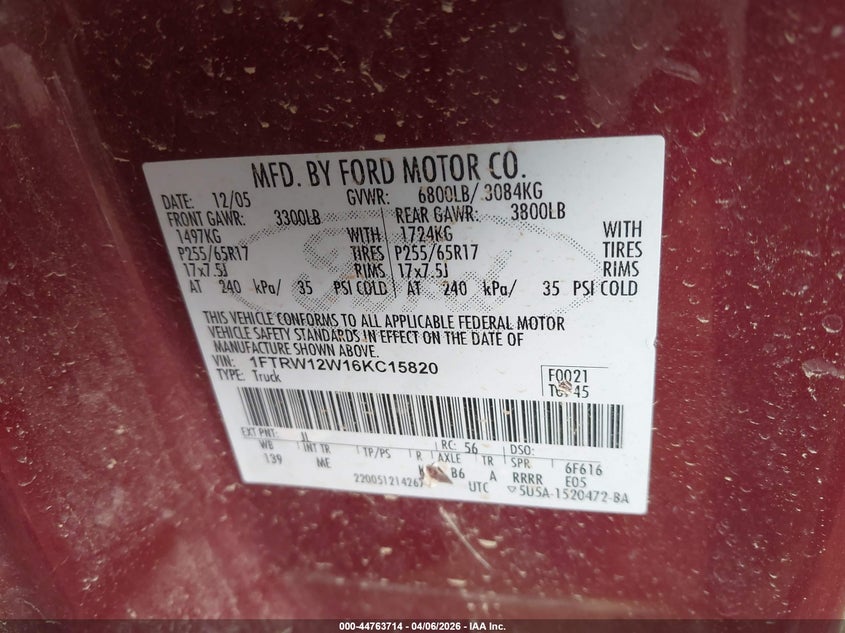 MFD. BY FORD MOTOR CO.
DATE: 12/05 GVWR: 6800LB/ 3084KG
FRONT GAWR: 3300LB REAR GAWR: 3800LB
1497KG WITH 1724KG WITH
P255/65R17 TIRES P255/65R17 TIRES
17x7.5J RIMS 17x7.5J RIMS
AT 240 kPa/ 35 PSI COLD AT 240 kPa/ 35 PSI COLD
THIS VEHICLE CONFORMS TO ALL APPLICABLE FEDERAL MOTOR
VEHICLE SAFETY STANDARDS IN EFFECT ON THE DATE OF
MANUFACTURE SHOWN ABOVE.
VIN: 1FTRW12W16KC15820
TYPE: Truck
F0021
EXT PNT: JL RC: 56 DSO:
WB INT TR TP/PS R AXLE TR SPR 6F616
139 ME B6 A RRRR E05
UTC ▽5U5A-1520472-BA
000-44763714 - 04/06/2026 - IAA Inc.